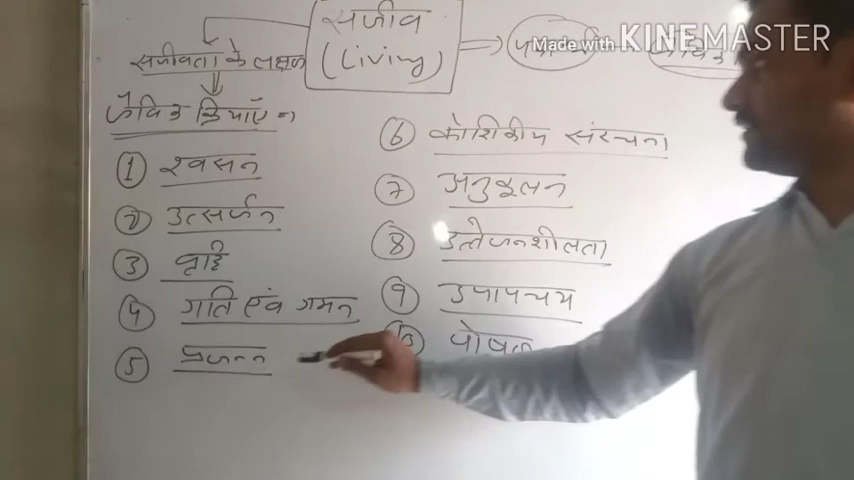 सजीव
(Living)
Made with KINEMASTER
सजीवता के लक्षण
जैविक क्रियाएँ =)
① श्वसन
② उत्सर्जन
③ वृद्धि
④ गति एंव गमन
⑤ प्रजनन
⑥ कोशिकीय संरचना
⑦ अनुकूलन
⑧ उत्तेजनशीलता
⑨ उपापचय
⑩ पोषण